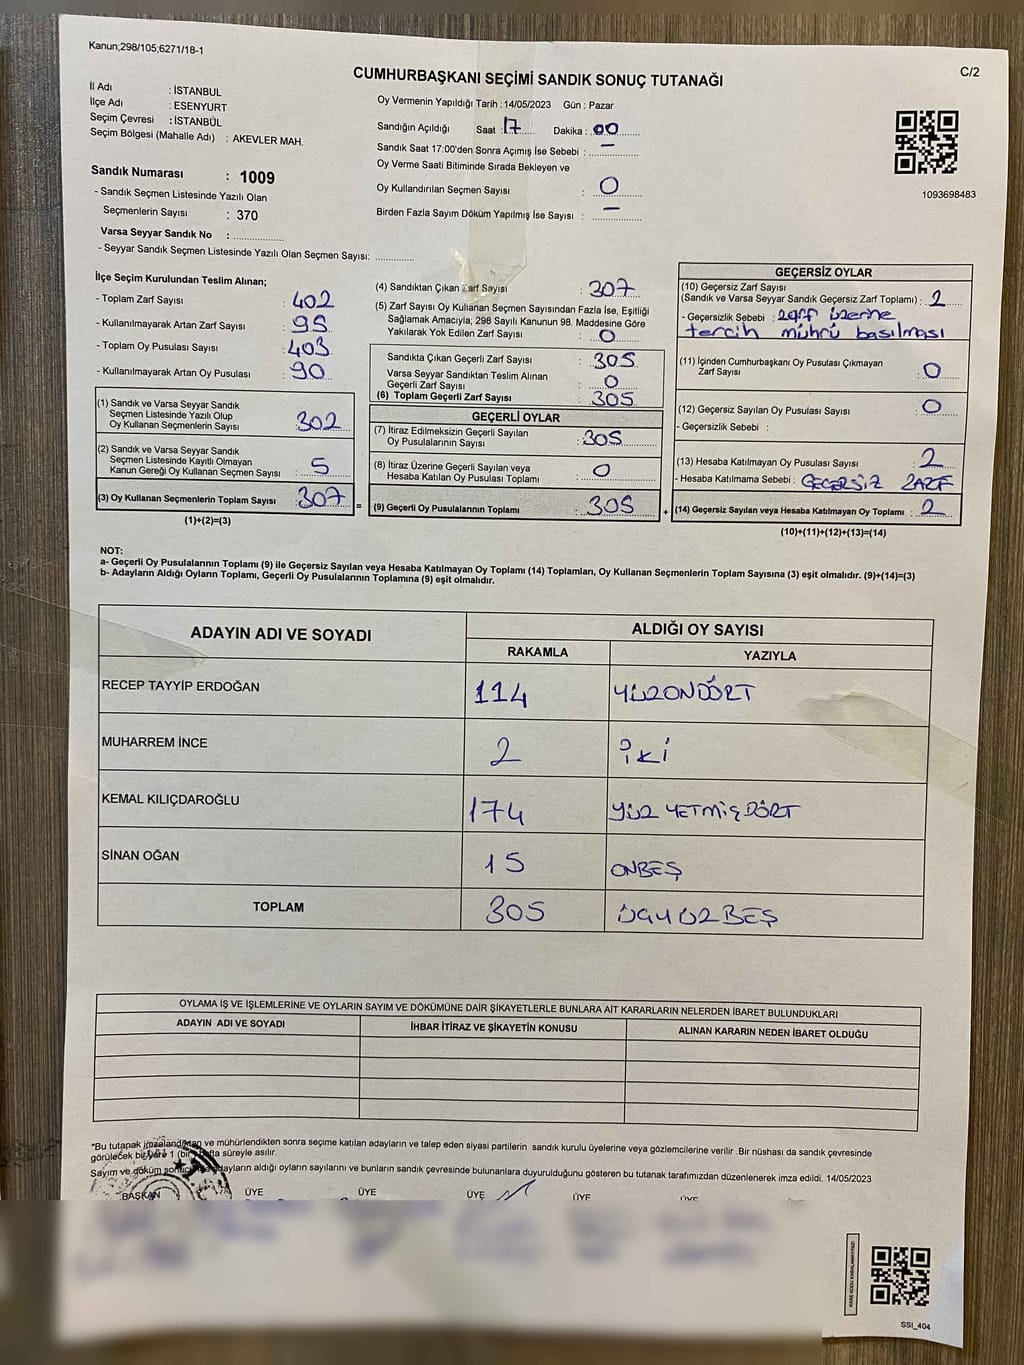 Kanun;298/105;6271/18-1
C/2
CUMHURBAŞKANI SEÇİMİ SANDIK SONUÇ TUTANAĞI
İl Adı : İSTANBUL
İlçe Adı : ESENYURT
Seçim Çevresi : İSTANBUL
Seçim Bölgesi (Mahalle Adı) : AKEVLER MAH.
Sandık Numarası : 1009
- Sandık Seçmen Listesinde Yazılı Olan
Seçmenlerin Sayısı : 370
Varsa Seyyar Sandık No : ..............
- Seyyar Sandık Seçmen Listesinde Yazılı Olan Seçmen Sayısı: ............
Oy Vermenin Yapıldığı Tarih : 14/05/2023 Gün : Pazar
Sandığın Açıldığı Saat : 17 Dakika : 00
Sandık Saat 17:00'den Sonra Açımış İse Sebebi : —
Oy Verme Saati Bitiminde Sırada Bekleyen ve
Oy Kullandırılan Seçmen Sayısı : 0
Birden Fazla Sayım Döküm Yapılmış İse Sayısı : —
1093698483
İlçe Seçim Kurulundan Teslim Alınan;
- Toplam Zarf Sayısı : 402
- Kullanılmayarak Artan Zarf Sayısı : 95
- Toplam Oy Pusulası Sayısı : 403
- Kullanılmayarak Artan Oy Pusulası : 90
(1) Sandık ve Varsa Seyyar Sandık
Seçmen Listesinde Yazılı Olup
Oy Kullanan Seçmenlerin Sayısı : 302
(2) Sandık ve Varsa Seyyar Sandık
Seçmen Listesinde Kayıtlı Olmayan
Kanun Gereği Oy Kullanan Seçmen Sayısı : 5
(3) Oy Kullanan Seçmenlerin Toplam Sayısı : 307
(1)+(2)=(3)
(4) Sandıktan Çıkan Zarf Sayısı : 307
(5) Zarf Sayısı Oy Kullanan Seçmen Sayısından Fazla İse, Eşitliği
Sağlamak Amacıyla; 298 Sayılı Kanunun 98. Maddesine Göre
Yakılarak Yok Edilen Zarf Sayısı : 0
Sandıkta Çıkan Geçerli Zarf Sayısı : 305
Varsa Seyyar Sandıktan Teslim Alınan
Geçerli Zarf Sayısı : 0
(6) Toplam Geçerli Zarf Sayısı : 305
GEÇERLİ OYLAR
(7) İtiraz Edilmeksizin Geçerli Sayılan
Oy Pusulalarının Sayısı : 305
(8) İtiraz Üzerine Geçerli Sayılan veya
Hesaba Katılan Oy Pusulası Toplamı : 0
= (9) Geçerli Oy Pusulalarının Toplamı : 305 +
GEÇERSİZ OYLAR
(10) Geçersiz Zarf Sayısı
(Sandık ve Varsa Seyyar Sandık Geçersiz Zarf Toplamı) : 2
- Geçersizlik Sebebi : zarf üzerine
tercih mührü basılması
(11) İçinden Cumhurbaşkanı Oy Pusulası Çıkmayan
Zarf Sayısı : 0
(12) Geçersiz Sayılan Oy Pusulası Sayısı : 0
- Geçersizlik Sebebi :
(13) Hesaba Katılmayan Oy Pusulası Sayısı : 2
- Hesaba Katılmama Sebebi : GEÇERSİZ ZARF
(14) Geçersiz Sayılan veya Hesaba Katılmayan Oy Toplamı : 2
(10)+(11)+(12)+(13)=(14)
NOT:
a- Geçerli Oy Pusulalarının Toplamı (9) ile Geçersiz Sayılan veya Hesaba Katılmayan Oy Toplamı (14) Toplamları, Oy Kullanan Seçmenlerin Toplam Sayısına (3) eşit olmalıdır. (9)+(14)=(3)
b- Adayların Aldığı Oyların Toplamı, Geçerli Oy Pusulalarının Toplamına (9) eşit olmalıdır.
ADAYIN ADI VE SOYADI ALDIĞI OY SAYISI
RAKAMLA YAZIYLA
RECEP TAYYİP ERDOĞAN 114 YÜZONDÖRT
MUHARREM İNCE 2 iki
KEMAL KILIÇDAROĞLU 174 YÜZ YETMİŞDÖRT
SİNAN OĞAN 15 ONBEŞ
TOPLAM 305 ÜÇYÜZBEŞ
OYLAMA İŞ VE İŞLEMLERİNE VE OYLARIN SAYIM VE DÖKÜMÜNE DAİR ŞİKAYETLERLE BUNLARA AİT KARARLARIN NELERDEN İBARET BULUNDUKLARI
ADAYIN ADI VE SOYADI İHBAR İTİRAZ VE ŞİKAYETİN KONUSU ALINAN KARARIN NEDEN İBARET OLDUĞU
*Bu tutanak imzalandıktan ve mühürlendikten sonra seçime katılan adayların ve talep eden siyasi partilerin sandık kurulu üyelerine veya gözlemcilerine verilir .Bir nüshası da sandık çevresinde
görülecek bir yere 1 (bir) hafta süreyle asılır.
Sayım ve döküm adayların aldığı oyların sayılarını ve bunların sandık çevresinde bulunanlara duyurulduğunu gösteren bu tutanak tarafımızdan düzenlenerek imza edildi. 14/05/2023
BAŞKAN ÜYE ÜYE ÜYE ÜYE ÜYE
SSI_404